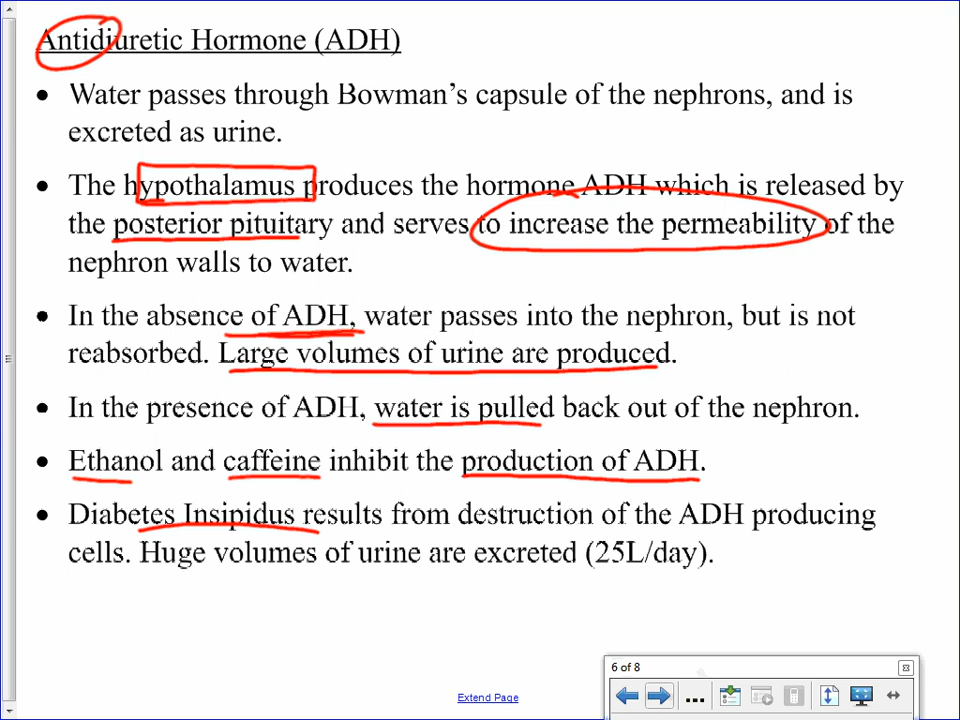 Antidiuretic Hormone (ADH)
• Water passes through Bowman's capsule of the nephrons, and is
excreted as urine.
• The hypothalamus produces the hormone ADH which is released by
the posterior pituitary and serves to increase the permeability of the
nephron walls to water.
• In the absence of ADH, water passes into the nephron, but is not
reabsorbed. Large volumes of urine are produced.
• In the presence of ADH, water is pulled back out of the nephron.
• Ethanol and caffeine inhibit the production of ADH.
• Diabetes Insipidus results from destruction of the ADH producing
cells. Huge volumes of urine are excreted (25L/day).
6 of 8
Extend Page